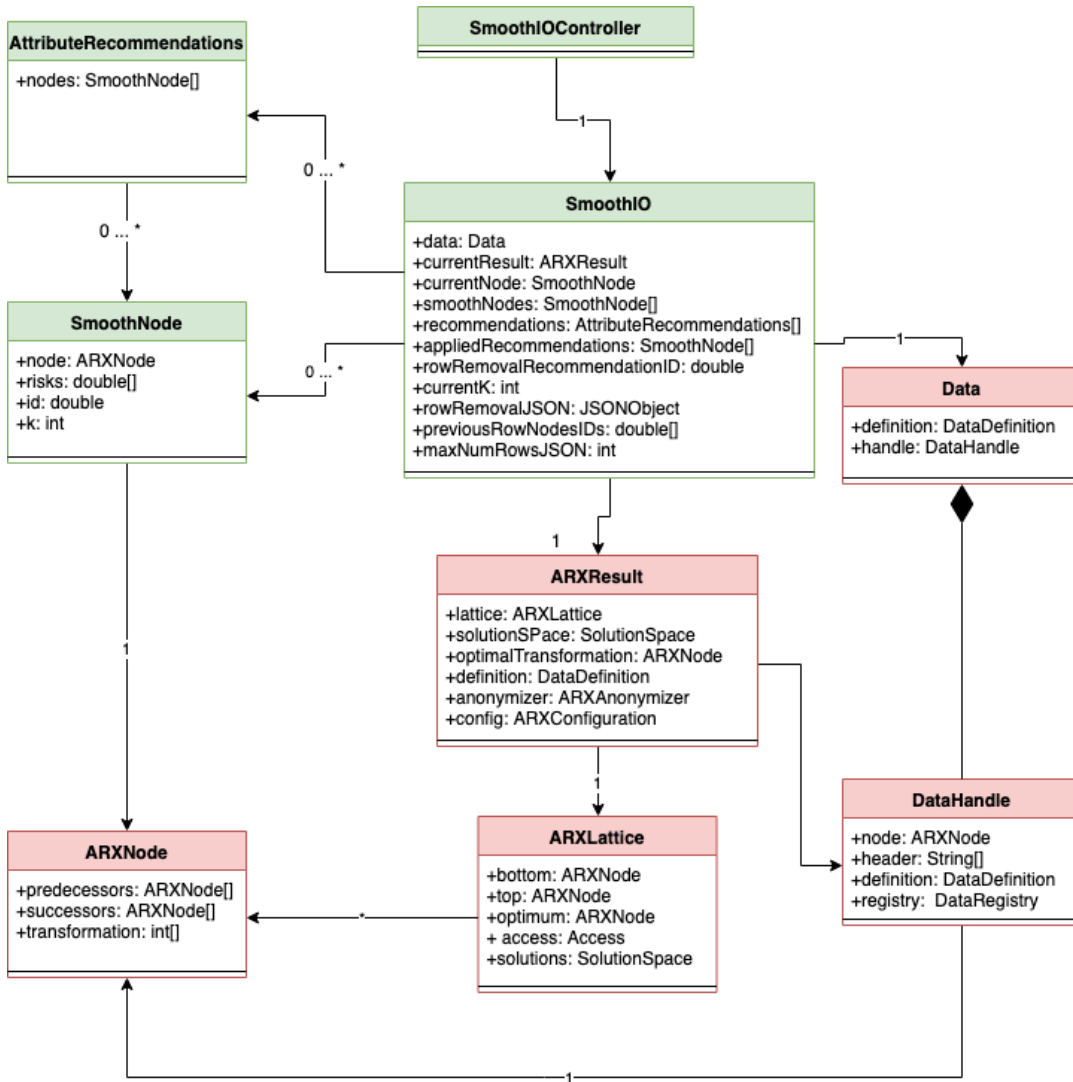 SmoothIOController
AttributeRecommendations
+nodes: SmoothNode[]
1
0 ... *
0 ... *
SmoothIO
+data: Data
+currentResult: ARXResult
+currentNode: SmoothNode
+smoothNodes: SmoothNode[]
+recommendations: AttributeRecommendations[]
+appliedRecommendations: SmoothNode[]
+rowRemovalRecommendationID: double
+currentK: int
+rowRemovalJSON: JSONObject
+previousRowNodesIDs: double[]
+maxNumRowsJSON: int
SmoothNode
+node: ARXNode
+risks: double[]
+id: double
+k: int
0 ... *
1
Data
+definition: DataDefinition
+handle: DataHandle
1
ARXResult
+lattice: ARXLattice
+solutionSPace: SolutionSpace
+optimalTransformation: ARXNode
+definition: DataDefinition
+anonymizer: ARXAnonymizer
+config: ARXConfiguration
1
1
DataHandle
+node: ARXNode
+header: String[]
+definition: DataDefinition
+registry:  DataRegistry
ARXLattice
+bottom: ARXNode
+top: ARXNode
+optimum: ARXNode
+ access: Access
+solutions: SolutionSpace
ARXNode
+predecessors: ARXNode[]
+successors: ARXNode[]
+transformation: int[]
*
1